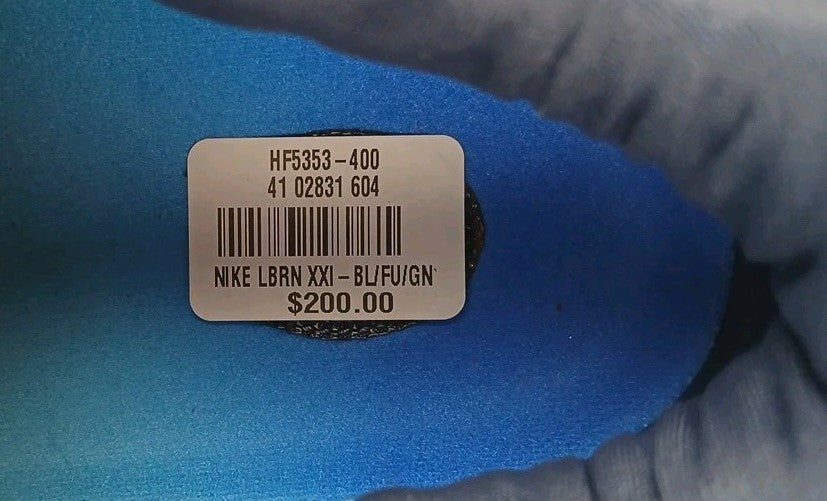 HF5353-400
41 02831 604
NIKE LBRN XXI-BL/FU/GN
$200.00